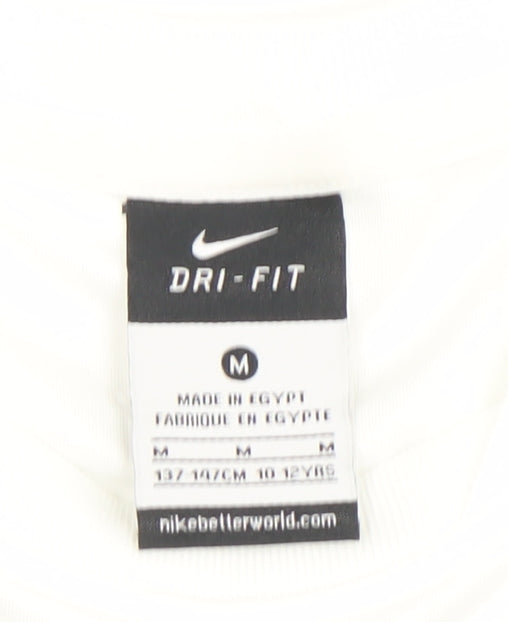 DRI-FIT
M
MADE IN EGYPT
FABRIQUE EN EGYPTE
M M M
137-147CM 10-12YRS
nikebetterworld.com